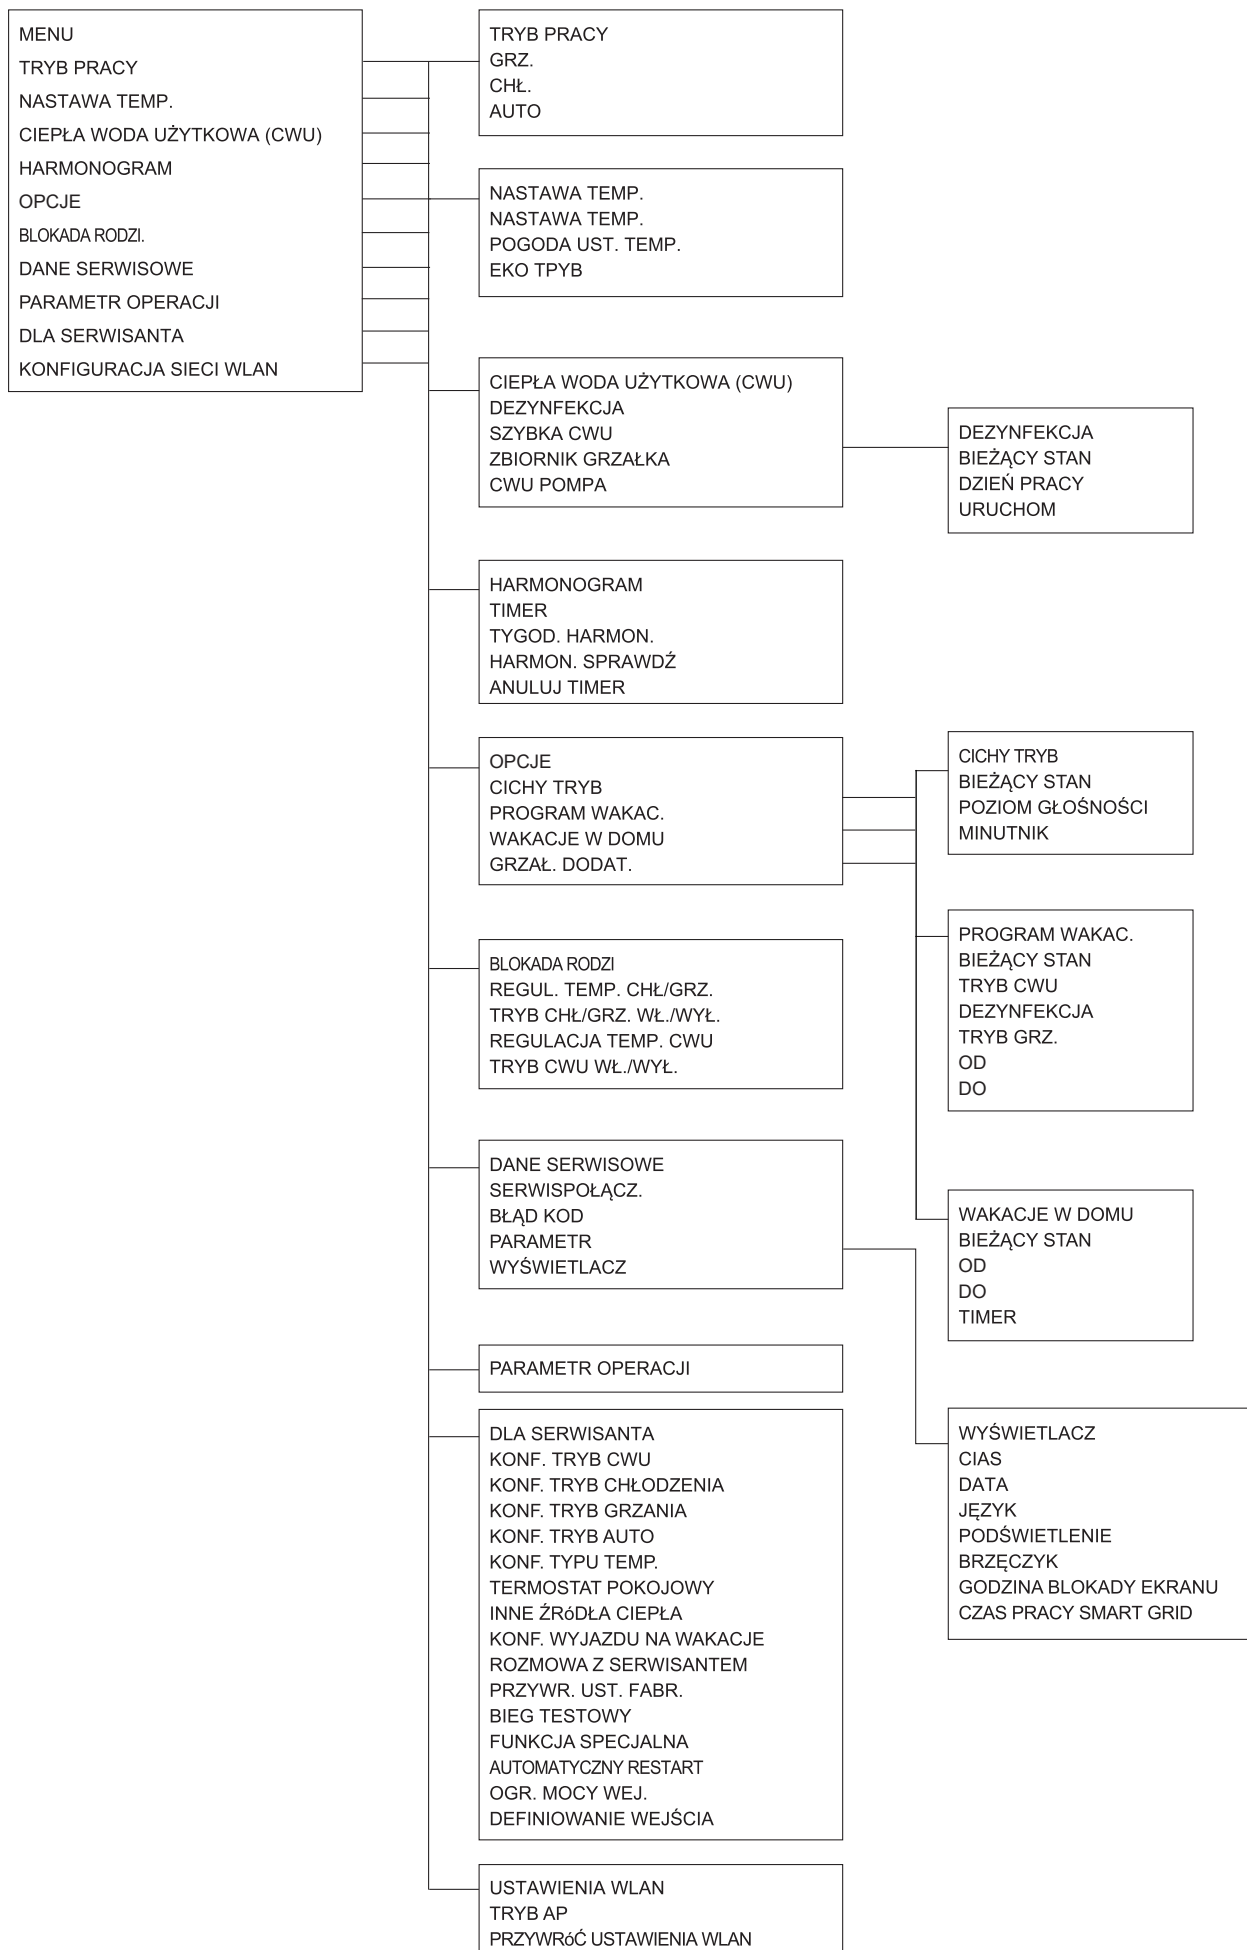 MENU
TRYB PRACY
NASTAWA TEMP.
CIEPŁA WODA UŻYTKOWA (CWU)
HARMONOGRAM
OPCJE
BLOKADA RODZI.
DANE SERWISOWE
PARAMETR OPERACJI
DLA SERWISANTA
KONFIGURACJA SIECI WLAN
TRYB PRACY
GRZ.
CHŁ.
AUTO
NASTAWA TEMP.
NASTAWA TEMP.
POGODA UST. TEMP.
EKO TPYB
CIEPŁA WODA UŻYTKOWA (CWU)
DEZYNFEKCJA
SZYBKA CWU
ZBIORNIK GRZAŁKA
CWU POMPA
DEZYNFEKCJA
BIEŻĄCY STAN
DZIEŃ PRACY
URUCHOM
HARMONOGRAM
TIMER
TYGOD. HARMON.
HARMON. SPRAWDŹ
ANULUJ TIMER
OPCJE
CICHY TRYB
PROGRAM WAKAC.
WAKACJE W DOMU
GRZAŁ. DODAT.
CICHY TRYB
BIEŻĄCY STAN
POZIOM GŁOŚNOŚCI
MINUTNIK
PROGRAM WAKAC.
BIEŻĄCY STAN
TRYB CWU
DEZYNFEKCJA
TRYB GRZ.
OD
DO
WAKACJE W DOMU
BIEŻĄCY STAN
OD
DO
TIMER
BLOKADA RODZI
REGUL. TEMP. CHŁ/GRZ.
TRYB CHŁ/GRZ. WŁ./WYŁ.
REGULACJA TEMP. CWU
TRYB CWU WŁ./WYŁ.
DANE SERWISOWE
SERWISPOŁĄCZ.
BŁĄD KOD
PARAMETR
WYŚWIETLACZ
WYŚWIETLACZ
CIAS
DATA
JĘZYK
PODŚWIETLENIE
BRZĘCZYK
GODZINA BLOKADY EKRANU
CZAS PRACY SMART GRID
PARAMETR OPERACJI
DLA SERWISANTA
KONF. TRYB CWU
KONF. TRYB CHŁODZENIA
KONF. TRYB GRZANIA
KONF. TRYB AUTO
KONF. TYPU TEMP.
TERMOSTAT POKOJOWY
INNE ŹRóDŁA CIEPŁA
KONF. WYJAZDU NA WAKACJE
ROZMOWA Z SERWISANTEM
PRZYWR. UST. FABR.
BIEG TESTOWY
FUNKCJA SPECJALNA
AUTOMATYCZNY RESTART
OGR. MOCY WEJ.
DEFINIOWANIE WEJŚCIA
USTAWIENIA WLAN
TRYB AP
PRZYWRóĆ USTAWIENIA WLAN